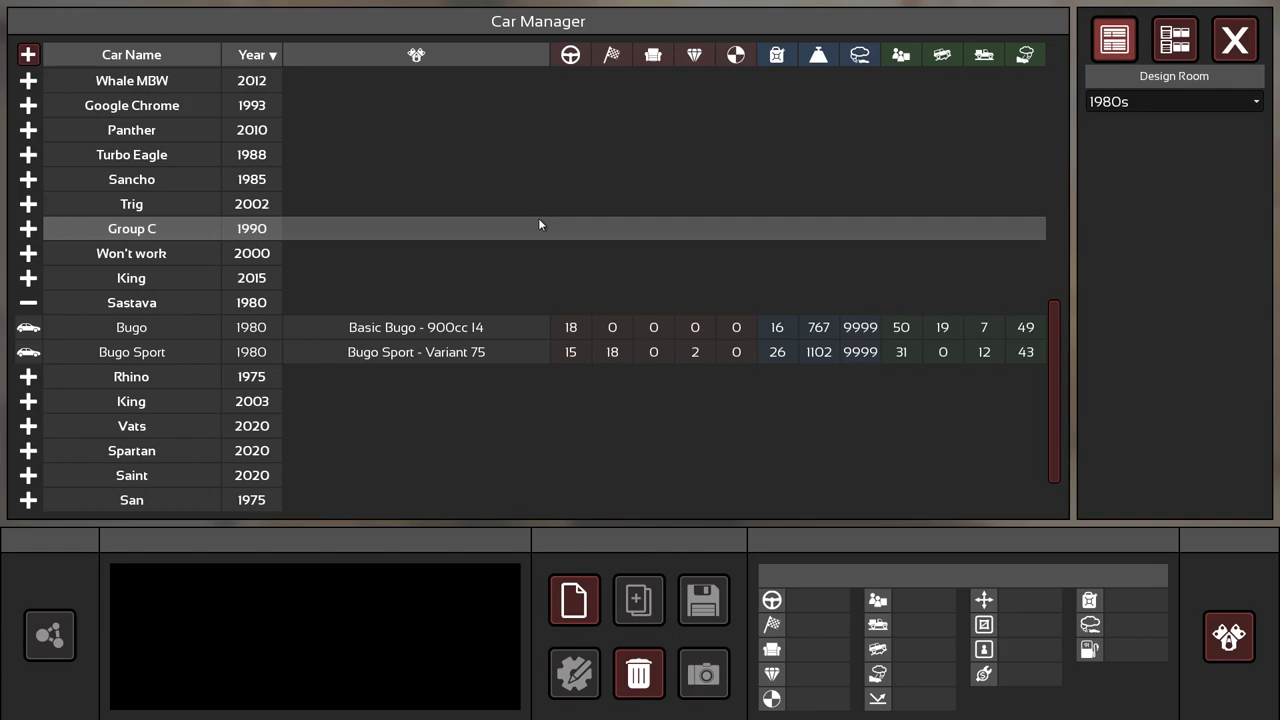 Car Manager
Car Name Year
Whale MBW 2012
Google Chrome 1993
Panther 2010
Turbo Eagle 1988
Sancho 1985
Trig 2002
Group C 1990
Won't work 2000
King 2015
Sastava 1980
Bugo 1980 Basic Bugo - 900cc I4 18 0 0 0 0 16 767 9999 50 19 7 49
Bugo Sport 1980 Bugo Sport - Variant 75 15 18 0 2 0 26 1102 9999 31 0 12 43
Rhino 1975
King 2003
Vats 2020
Spartan 2020
Saint 2020
San 1975
Design Room
1980s